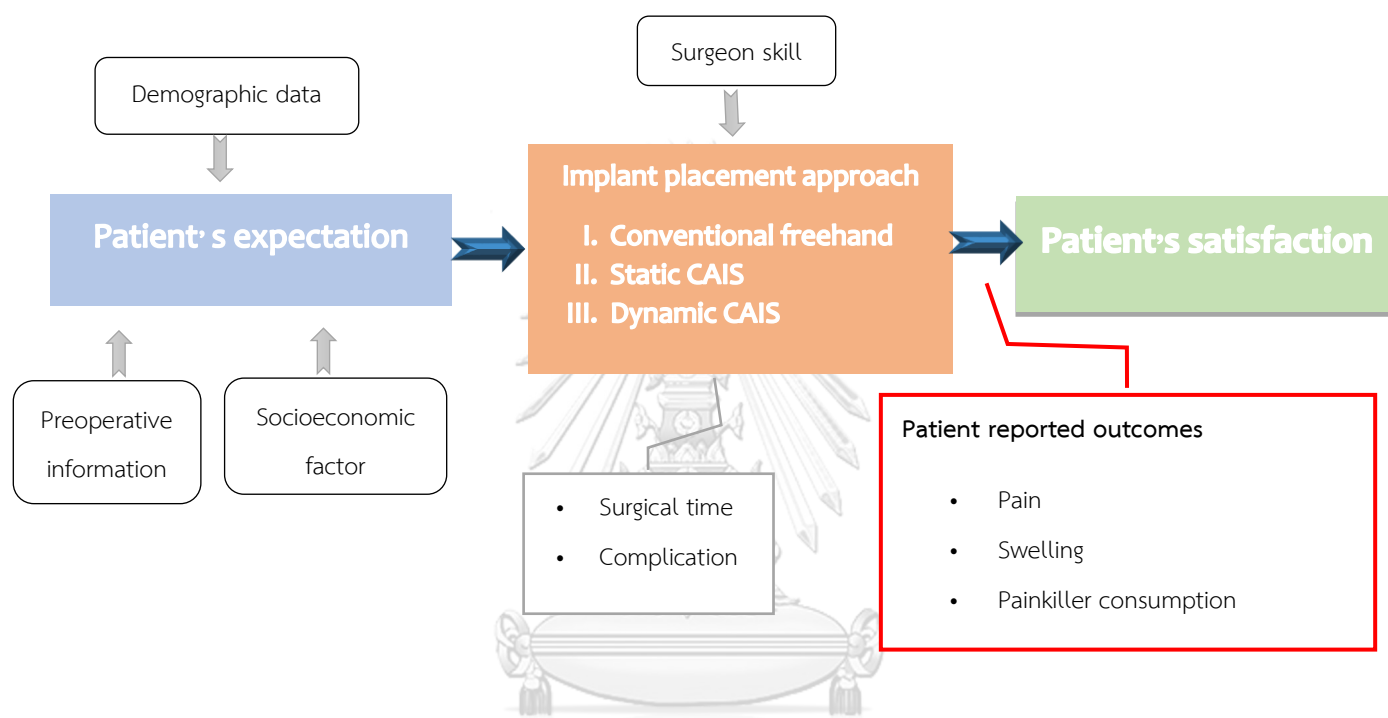 Surgeon skill
Demographic data
Implant placement approach
I. Conventional freehand
II. Static CAIS
III. Dynamic CAIS
Patient' s expectation
Patient's satisfaction
Preoperative
information
Socioeconomic
factor
• Surgical time
• Complication
Patient reported outcomes
• Pain
• Swelling
• Painkiller consumption